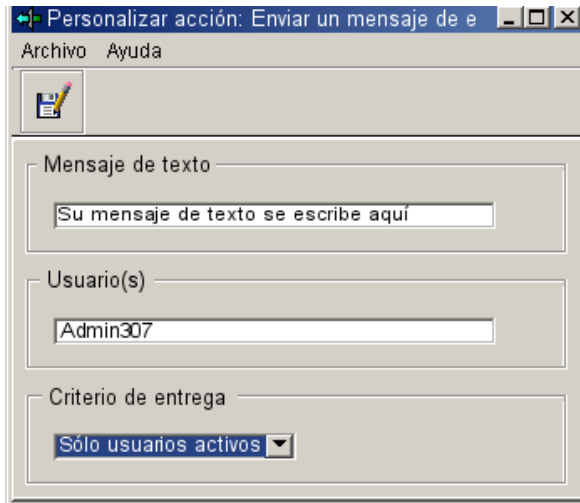 Personalizar acción: Enviar un mensaje de e
Archivo Ayuda
Mensaje de texto
Su mensaje de texto se escribe aquí
Usuario(s)
Admin307
Criterio de entrega
Sólo usuarios activos